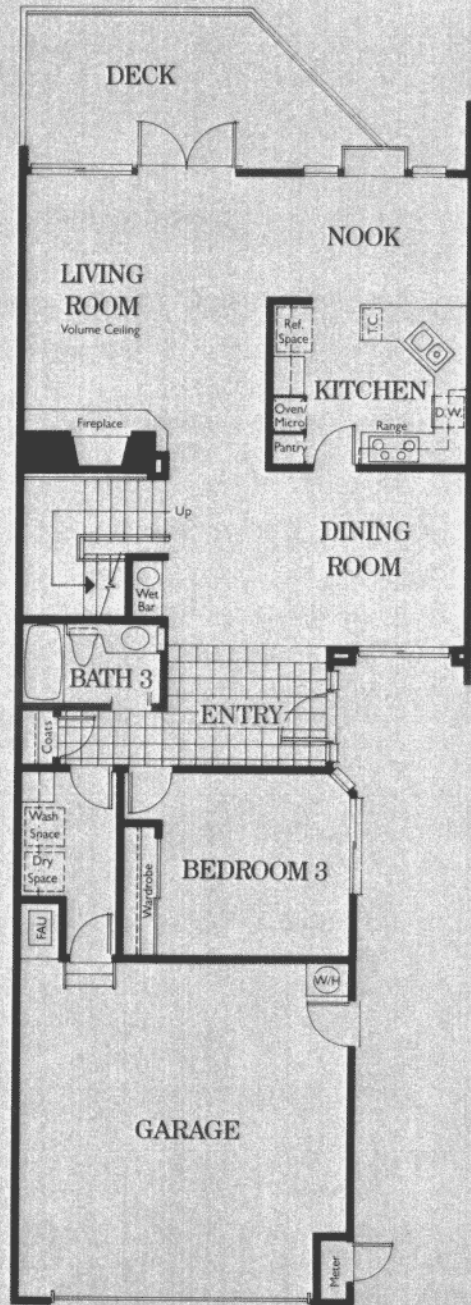 DECK
NOOK
LIVING
ROOM
Volume Ceiling
Ref.
Space
T.C.
KITCHEN
Oven/
Micro
Range
D.W.
Pantry
Fireplace
Up
DINING
ROOM
Wet
Bar
BATH 3
ENTRY
Coats
Wash
Space
Dry
Space
BEDROOM 3
Wardrobe
FAU
W/H
GARAGE
Meter